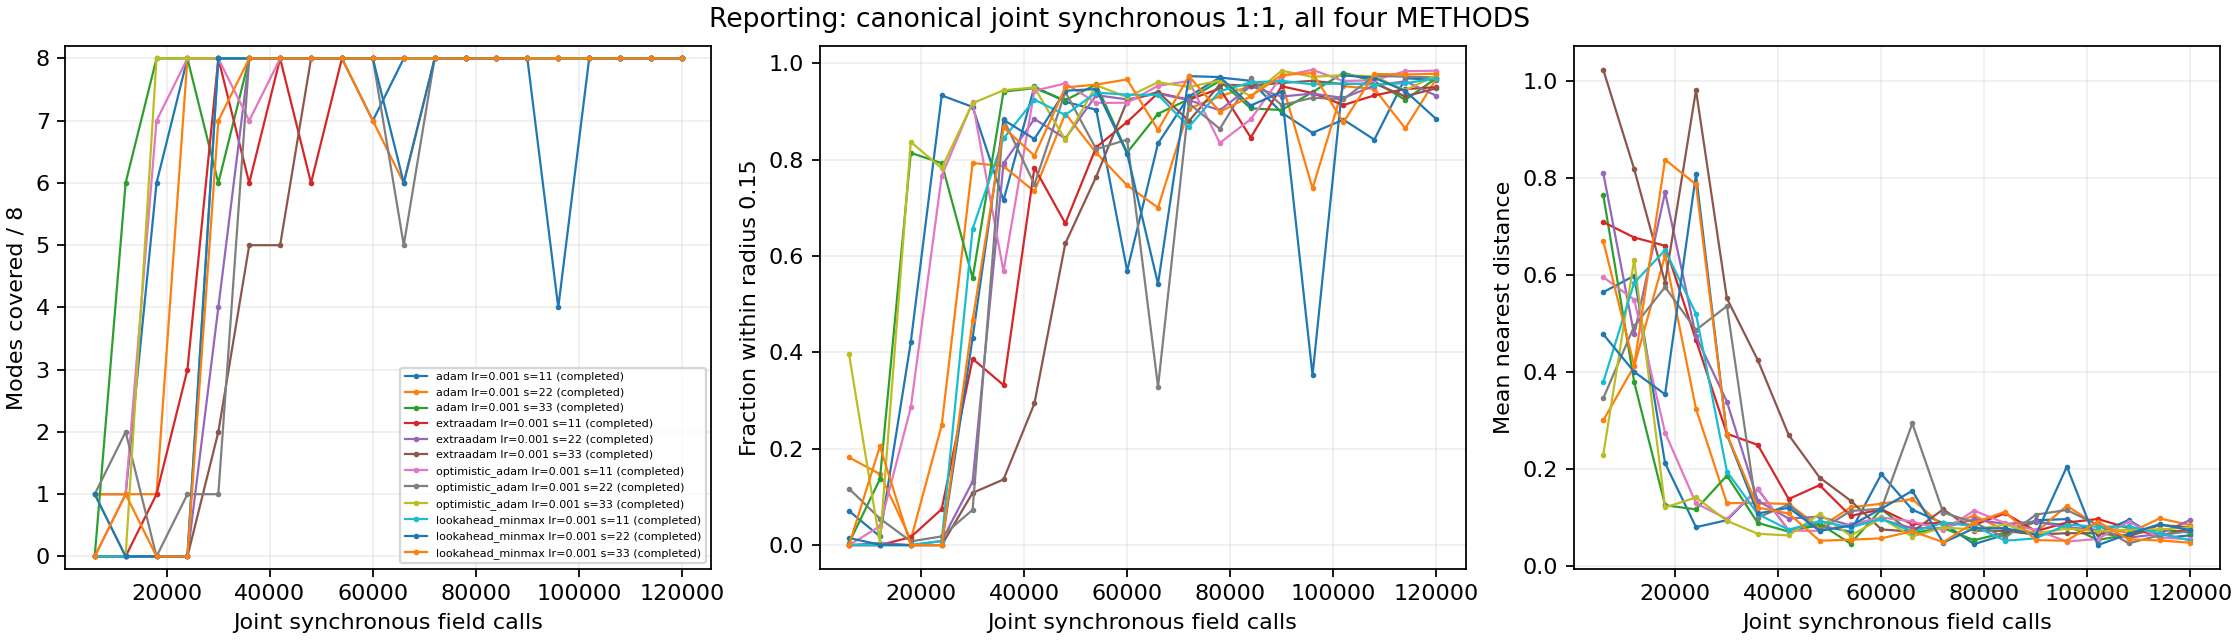 Reporting: canonical joint synchronous 1:1, all four METHODS
Modes covered / 8
8
7
6
5
4
3
2
1
0
adam lr=0.001 s=11 (completed)
adam lr=0.001 s=22 (completed)
adam lr=0.001 s=33 (completed)
extraadam lr=0.001 s=11 (completed)
extraadam lr=0.001 s=22 (completed)
extraadam lr=0.001 s=33 (completed)
optimistic_adam lr=0.001 s=11 (completed)
optimistic_adam lr=0.001 s=22 (completed)
optimistic_adam lr=0.001 s=33 (completed)
lookahead_minmax lr=0.001 s=11 (completed)
lookahead_minmax lr=0.001 s=22 (completed)
lookahead_minmax lr=0.001 s=33 (completed)
20000 40000 60000 80000 100000 120000
Joint synchronous field calls
Fraction within radius 0.15
1.0
0.8
0.6
0.4
0.2
0.0
20000 40000 60000 80000 100000 120000
Joint synchronous field calls
Mean nearest distance
1.0
0.8
0.6
0.4
0.2
0.0
20000 40000 60000 80000 100000 120000
Joint synchronous field calls